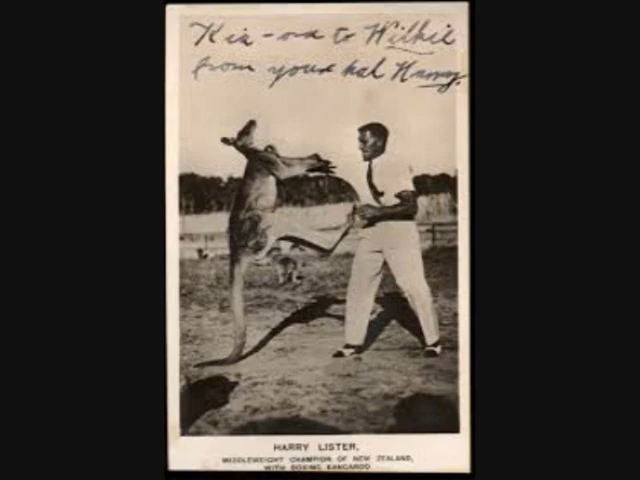 Kia-ora to Wilkie
from your pal Harry.
HARRY LISTER,
MIDDLEWEIGHT CHAMPION OF NEW ZEALAND,
WITH BOXING KANGAROO